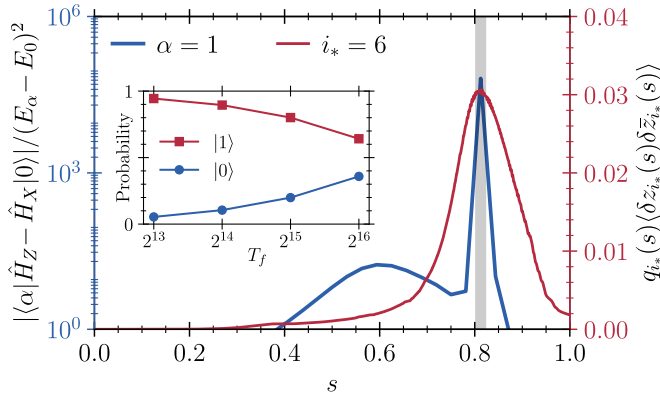 |⟨α|Ĥ_Z − Ĥ_X|0⟩|/(E_α − E_0)^2
10^6
10^3
10^0
α = 1
i_* = 6
Probability
1
0
|1⟩
|0⟩
2^13 2^14 2^15 2^16
T_f
0.04
0.03
0.02
0.01
0.00
q_{i_*}(s)⟨δz_{i_*}(s)δz̄_{i_*}(s)⟩
0.0 0.2 0.4 0.6 0.8 1.0
s